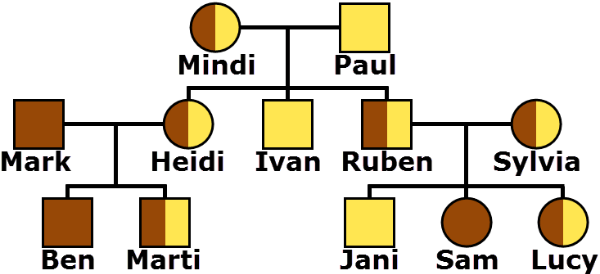 Mindi Paul
Mark Heidi Ivan Ruben Sylvia
Ben Marti Jani Sam Lucy